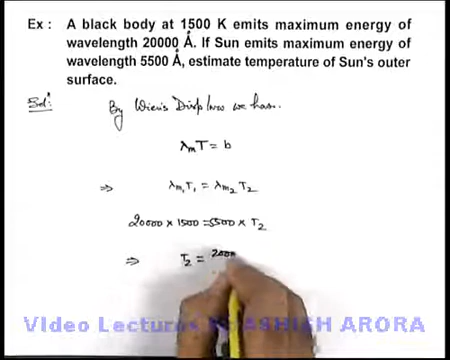 Ex : A black body at 1500 K emits maximum energy of
wavelength 20000 Å. If Sun emits maximum energy of
wavelength 5500 Å, estimate temperature of Sun's outer
surface.
Solⁿ By Wien's Disp we have..
λₘT = b
⇒ λₘ₁T₁ = λₘ₂T₂
20000 × 1500 = 5500 × T₂
⇒ T₂ = 2000
VIdeo Lectures ASHISH ARORA